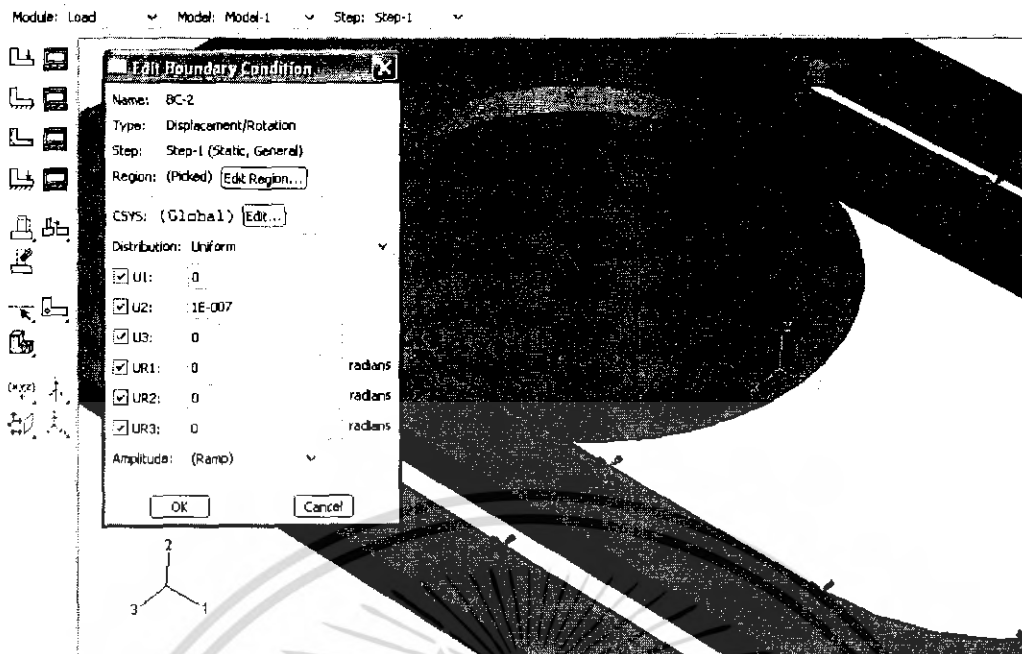 Module: Load Model: Model-1 Step: Step-1
Edit Boundary Condition X
Name: BC-2
Type: Displacement/Rotation
Step: Step-1 (Static, General)
Region: (Picked) Edit Region...
CSYS: (Global) Edit...
Distribution: Uniform
U1: 0
U2: 1E-007
U3: 0
UR1: 0 radians
UR2: 0 radians
UR3: 0 radians
Amplitude: (Ramp)
OK Cancel
(XYZ)
2
3 1